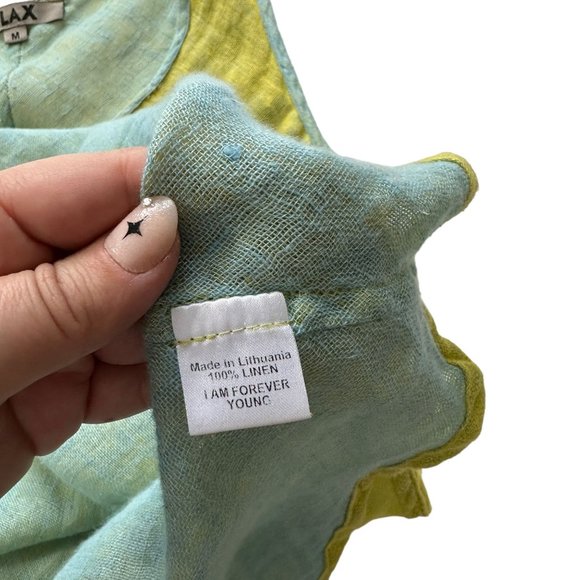 LAX
M
Made in Lithuania
100% LINEN
I AM FOREVER
YOUNG